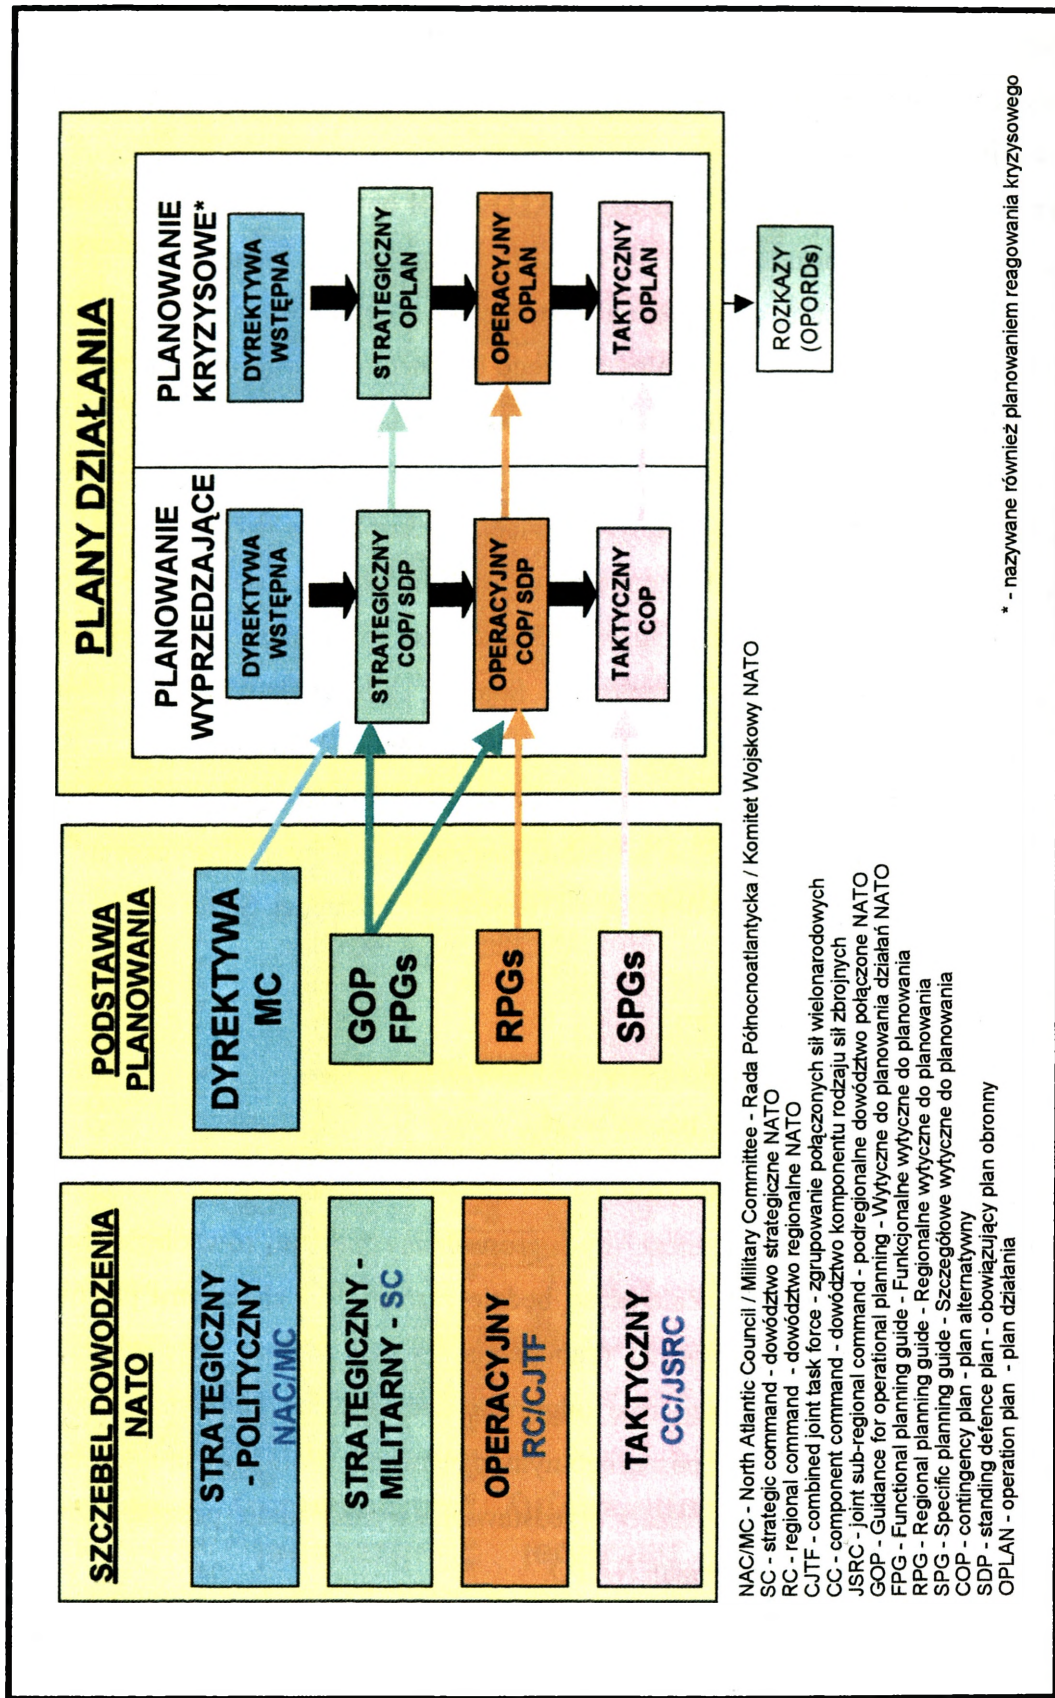 SZCZEBEL DOWODZENIA
NATO
STRATEGICZNY
- POLITYCZNY
NAC/MC
STRATEGICZNY -
MILITARNY - SC
OPERACYJNY
RC/CJTF
TAKTYCZNY
CC/JSRC
PODSTAWA
PLANOWANIA
DYREKTYWA
MC
GOP
FPGs
RPGs
SPGs
PLANY DZIAŁANIA
PLANOWANIE
WYPRZEDZAJĄCE
DYREKTYWA
WSTĘPNA
STRATEGICZNY
COP/ SDP
OPERACYJNY
COP/ SDP
TAKTYCZNY
COP
PLANOWANIE
KRYZYSOWE*
DYREKTYWA
WSTĘPNA
STRATEGICZNY
OPLAN
OPERACYJNY
OPLAN
TAKTYCZNY
OPLAN
ROZKAZY
(OPORDs)
NAC/MC - North Atlantic Council / Military Committee - Rada Północnoatlantycka / Komitet Wojskowy NATO
SC - strategic command - dowództwo strategiczne NATO
RC - regional command - dowództwo regionalne NATO
CJTF - combined joint task force - zgrupowanie połączonych sił wielonarodowych
CC - component command - dowództwo komponentu rodzaju sił zbrojnych
JSRC - joint sub-regional command - podregionalne dowództwo połączone NATO
GOP - Guidance for operational planning - Wytyczne do planowania działań NATO
FPG - Functional planning guide - Funkcjonalne wytyczne do planowania
RPG - Regional planning guide - Regionalne wytyczne do planowania
SPG - Specific planning guide - Szczegółowe wytyczne do planowania
COP - contingency plan - plan alternatywny
SDP - standing defence plan - obowiązujący plan obronny
OPLAN - operation plan - plan działania
* - nazywane również planowaniem reagowania kryzysowego